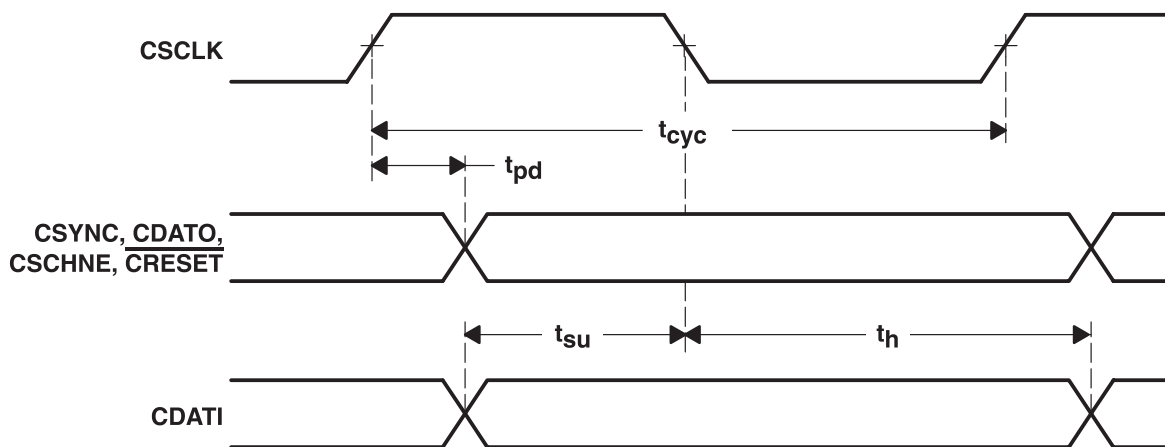 CSCLK
tcyc
tpd
CSYNC, CDATO,
CSCHNE, CRESET
tsu
th
CDATI